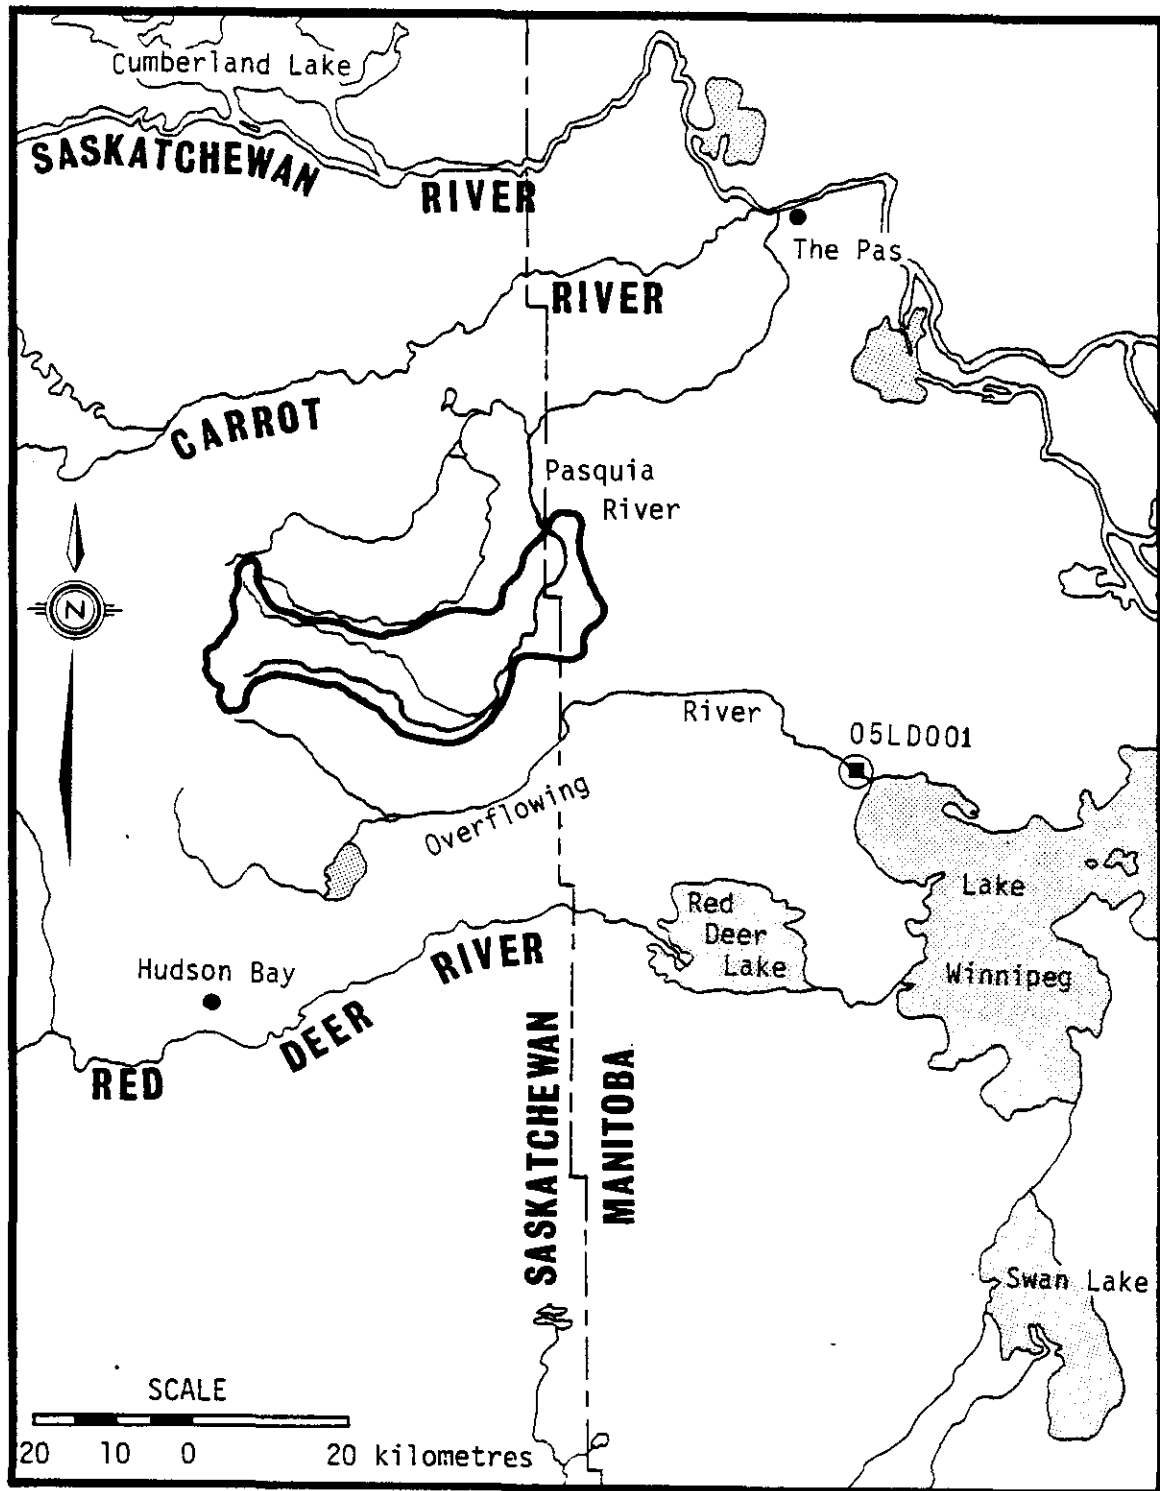 Cumberland Lake
SASKATCHEWAN
RIVER
The Pas
RIVER
CARROT
Pasquia
River
N
River
05LD001
Overflowing
Lake
Winnipeg
Red
Deer
Lake
Hudson Bay
RED
DEER
RIVER
SASKATCHEWAN
MANITOBA
Swan Lake
SCALE
20 10 0 20 kilometres